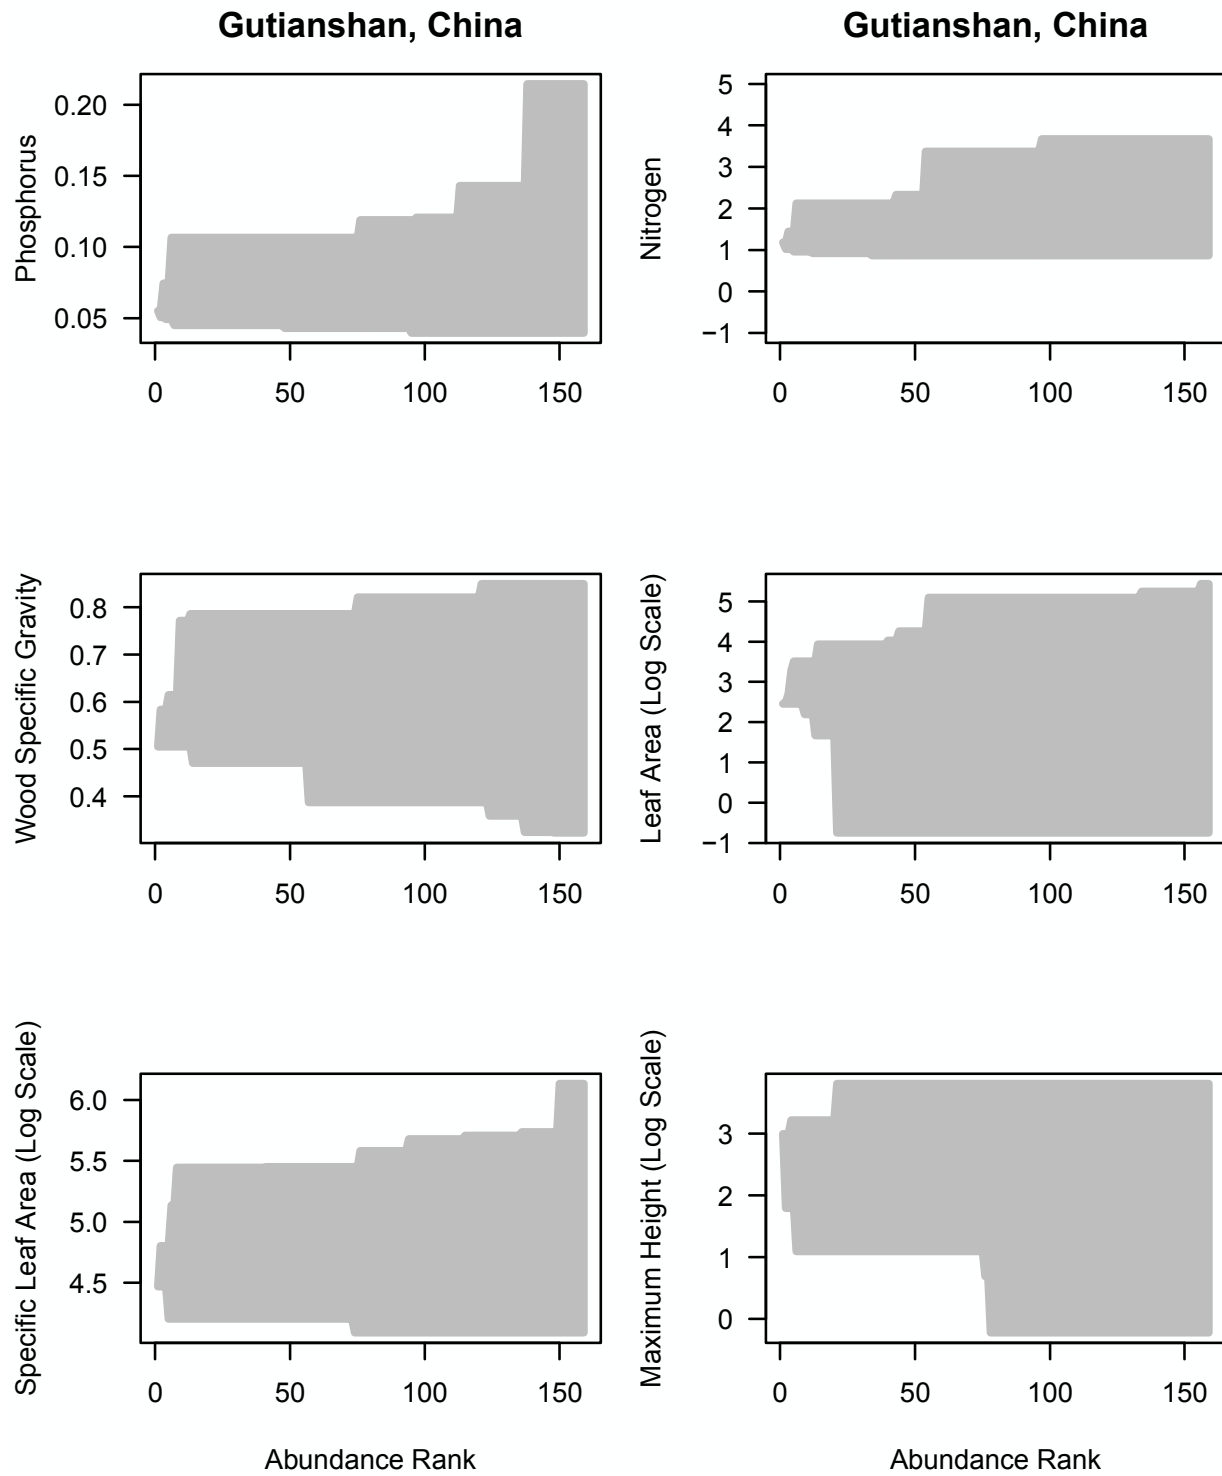 Gutianshan, China
Gutianshan, China
Phosphorus
0.20
0.15
0.10
0.05
0 50 100 150
Nitrogen
5
4
3
2
1
0
−1
0 50 100 150
Wood Specific Gravity
0.8
0.7
0.6
0.5
0.4
0 50 100 150
Leaf Area (Log Scale)
5
4
3
2
1
0
−1
0 50 100 150
Specific Leaf Area (Log Scale)
6.0
5.5
5.0
4.5
0 50 100 150
Abundance Rank
Maximum Height (Log Scale)
3
2
1
0
0 50 100 150
Abundance Rank